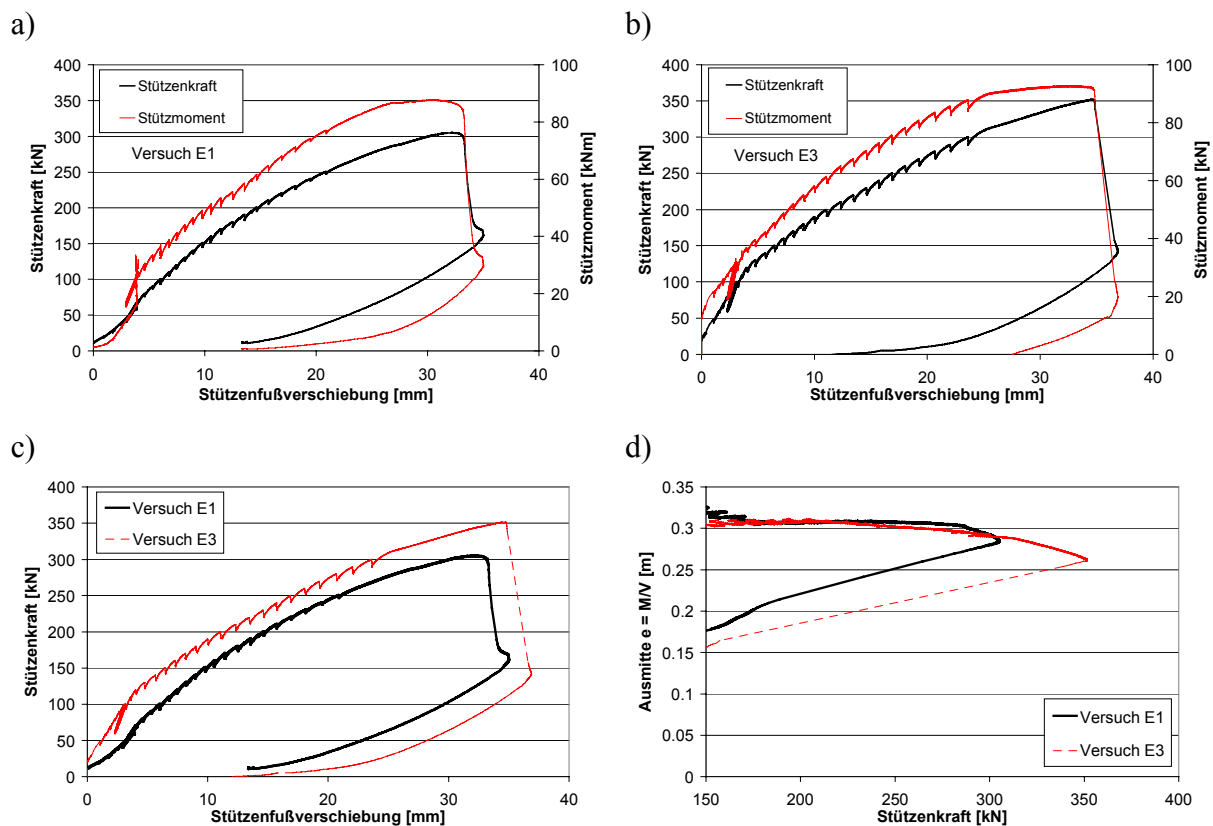 a)
400
350
300
250
200
150
100
50
0
Stützenkraft [kN]
Stützenkraft
Stützmoment
Versuch E1
100
80
60
40
20
0
Stützmoment [kNm]
0 10 20 30 40
Stützenfußverschiebung [mm]
b)
400
350
300
250
200
150
100
50
0
Stützenkraft [kN]
Stützenkraft
Stützmoment
Versuch E3
100
80
60
40
20
0
Stützmoment [kNm]
0 10 20 30 40
Stützenfußverschiebung [mm]
c)
400
350
300
250
200
150
100
50
0
Stützenkraft [kN]
Versuch E1
Versuch E3
0 10 20 30 40
Stützenfußverschiebung [mm]
d)
0.35
0.3
0.25
0.2
0.15
0.1
0.05
0
Ausmitte e = M/V [m]
Versuch E1
Versuch E3
150 200 250 300 350 400
Stützenkraft [kN]